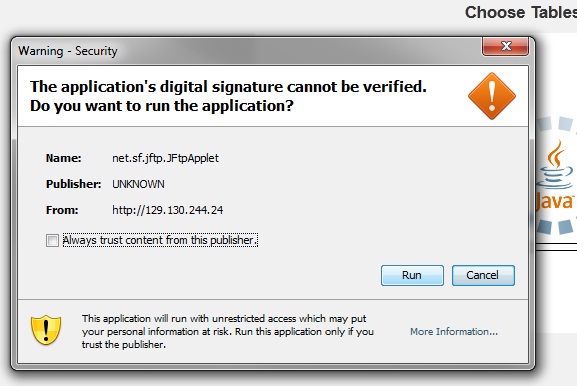 Choose Tables
Warning - Security
The application's digital signature cannot be verified.
Do you want to run the application?
Name: net.sf.jftp.JFtpApplet
Publisher: UNKNOWN
From: http://129.130.244.24
Always trust content from this publisher.
Java
Run Cancel
This application will run with unrestricted access which may put
your personal information at risk. Run this application only if you
trust the publisher.
More Information...